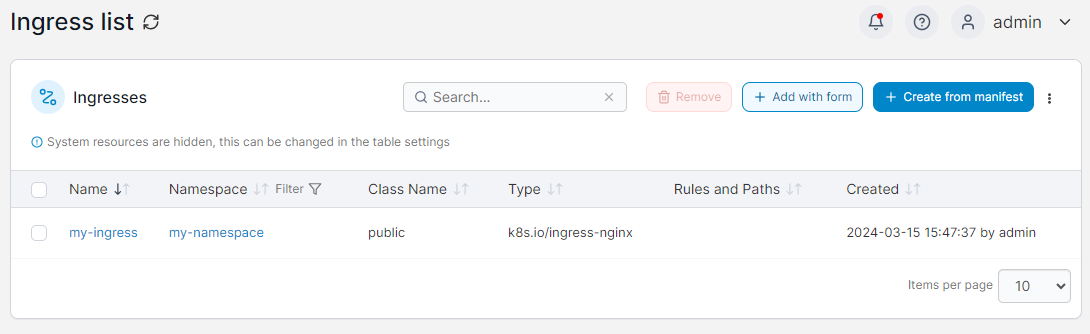 Ingress list
admin
Ingresses
Search...
Remove
Add with form
Create from manifest
System resources are hidden, this can be changed in the table settings
Name Namespace Filter Class Name Type Rules and Paths Created
my-ingress my-namespace public k8s.io/ingress-nginx 2024-03-15 15:47:37 by admin
Items per page 10